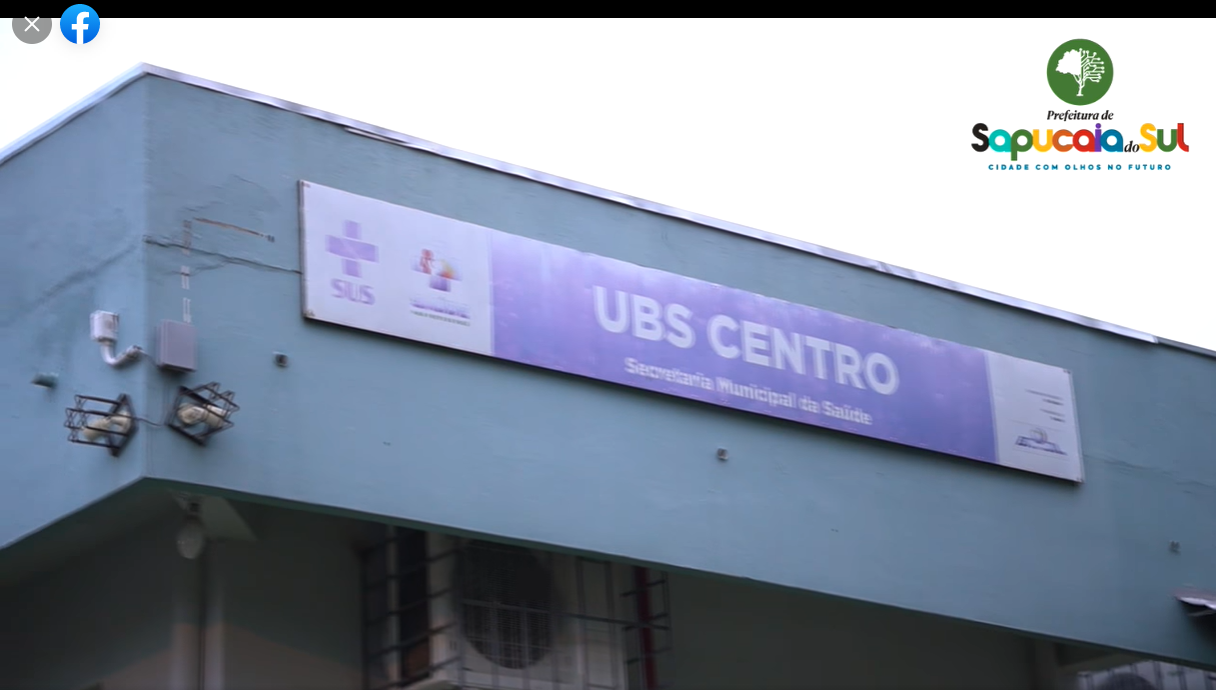 Prefeitura de
Sapucaia do Sul
CIDADE COM OLHOS NO FUTURO
SUS
UBS CENTRO
Secretaria Municipal da Saúde